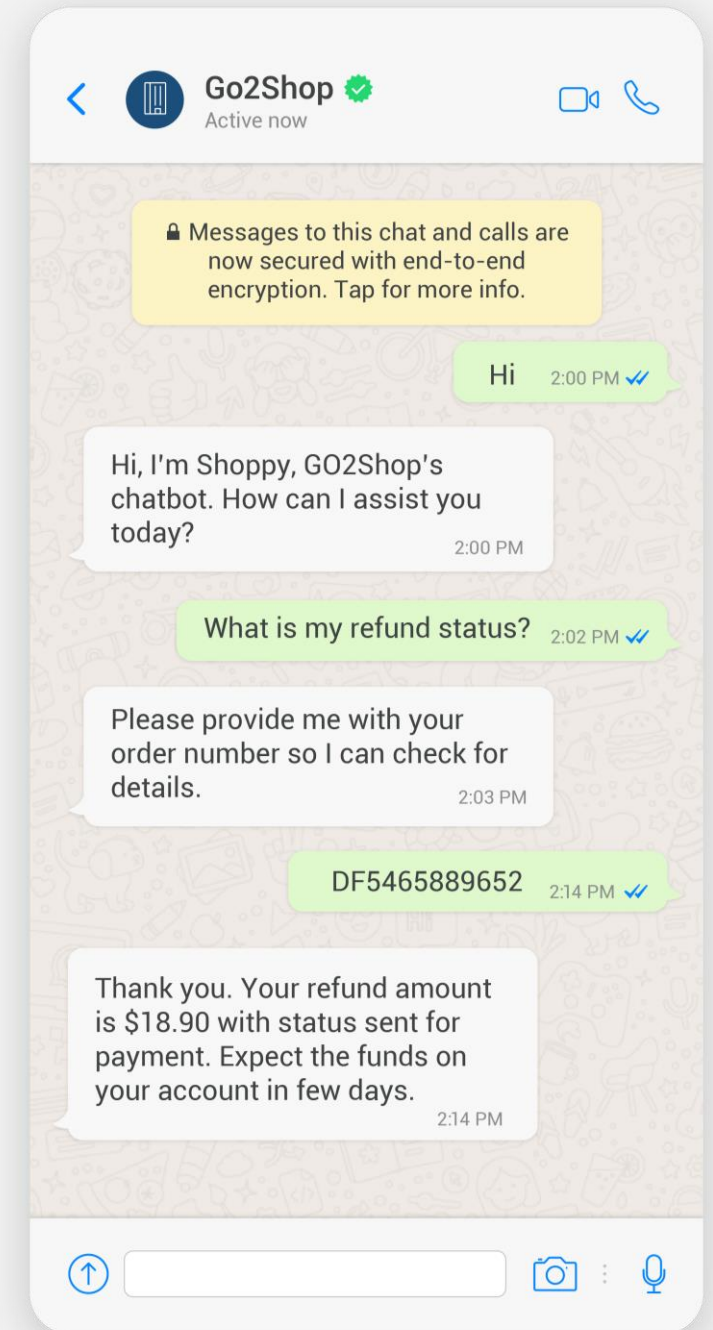 Go2Shop
Active now
Messages to this chat and calls are
now secured with end-to-end
encryption. Tap for more info.
Hi 2:00 PM
Hi, I'm Shoppy, GO2Shop's
chatbot. How can I assist you
today?
2:00 PM
What is my refund status? 2:02 PM
Please provide me with your
order number so I can check for
details.
2:03 PM
DF5465889652 2:14 PM
Thank you. Your refund amount
is $18.90 with status sent for
payment. Expect the funds on
your account in few days.
2:14 PM